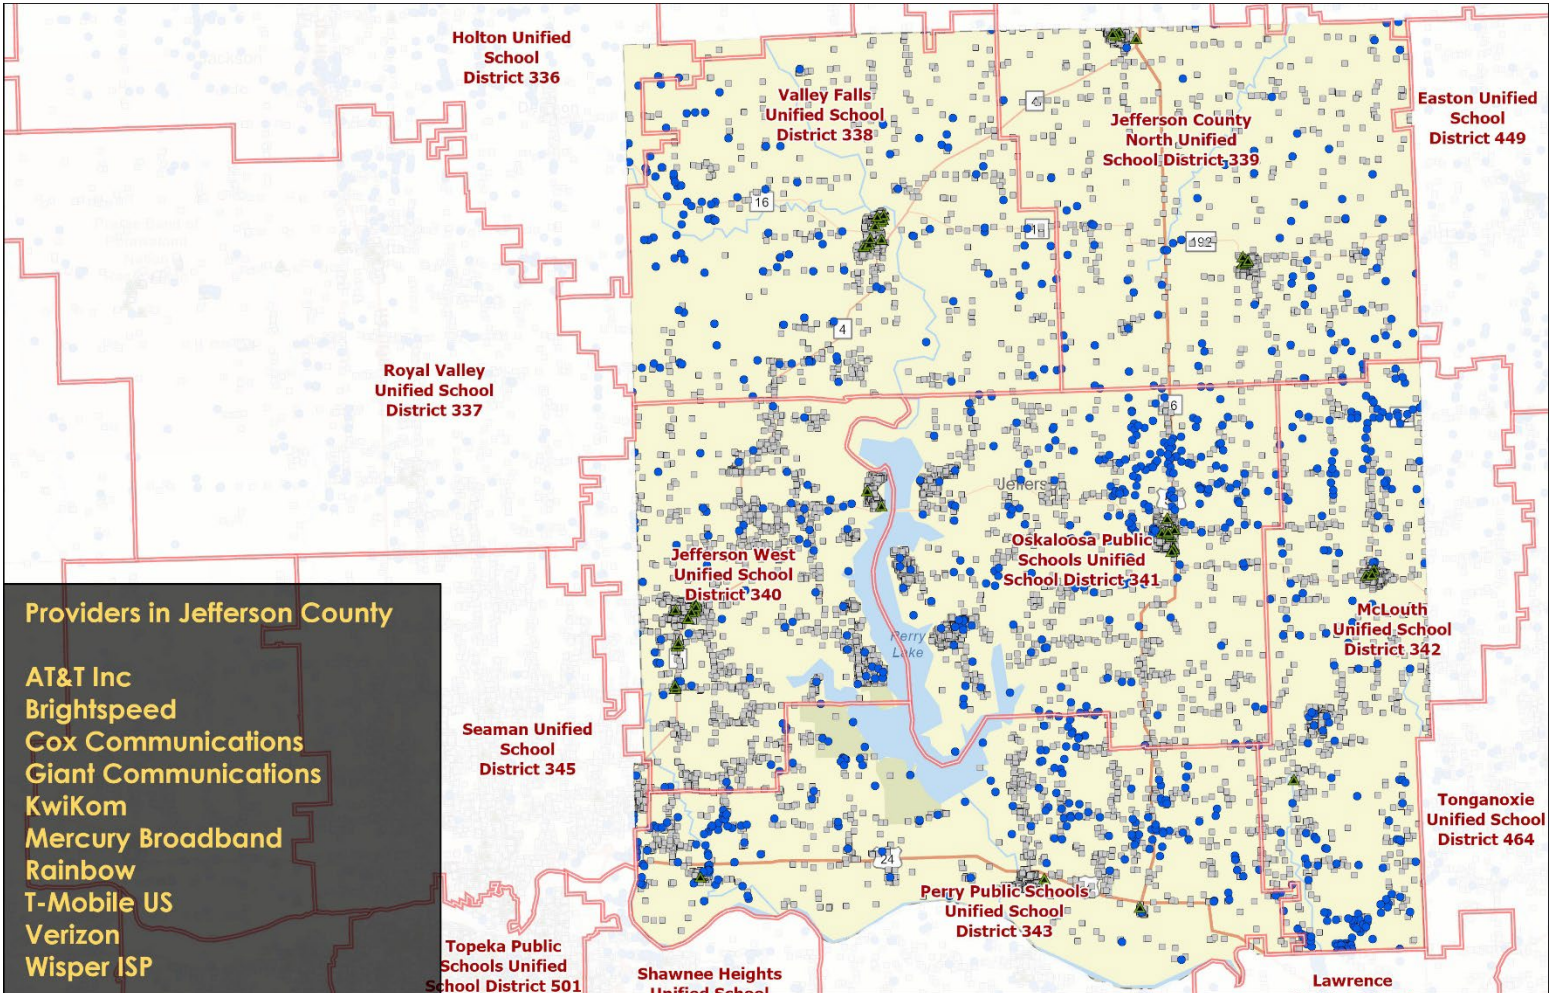 Holton Unified
School
District 336
Valley Falls
Unified School
District 338
4
Jefferson County
North Unified
School District 339
Easton Unified
School
District 449
16
192
4
Royal Valley
Unified School
District 337
6
Jefferson
Oskaloosa Public
Schools Unified
School District 341
Jefferson West
Unified School
District 340
Perry
Lake
McLouth
Unified School
District 342
Seaman Unified
School
District 345
Tonganoxie
Unified School
District 464
24
Perry Public Schools
Unified School
District 343
Topeka Public
Schools Unified
School District 501
Shawnee Heights
Unified School
Lawrence
Providers in Jefferson County
AT&T Inc
Brightspeed
Cox Communications
Giant Communications
KwiKom
Mercury Broadband
Rainbow
T-Mobile US
Verizon
Wisper ISP